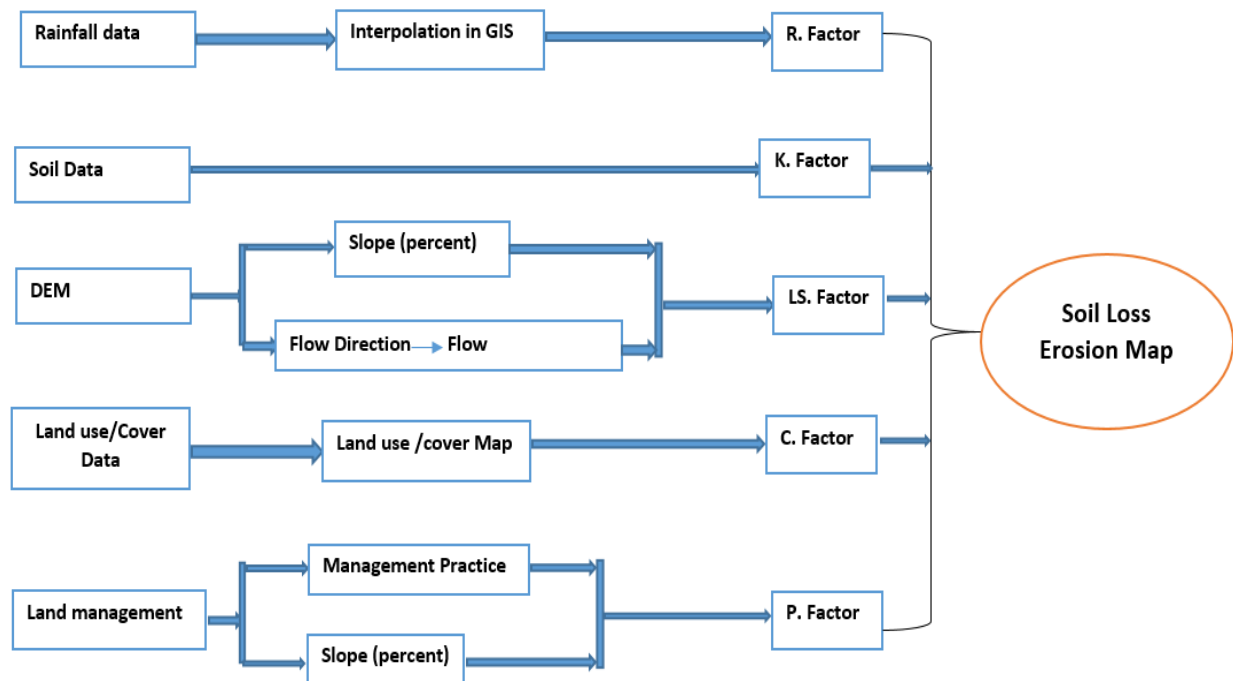 Rainfall data
Interpolation in GIS
R. Factor
Soil Data
K. Factor
Slope (percent)
DEM
LS. Factor
Flow Direction Flow
Soil Loss
Erosion Map
Land use/Cover
Data
Land use /cover Map
C. Factor
Management Practice
Land management
P. Factor
Slope (percent)